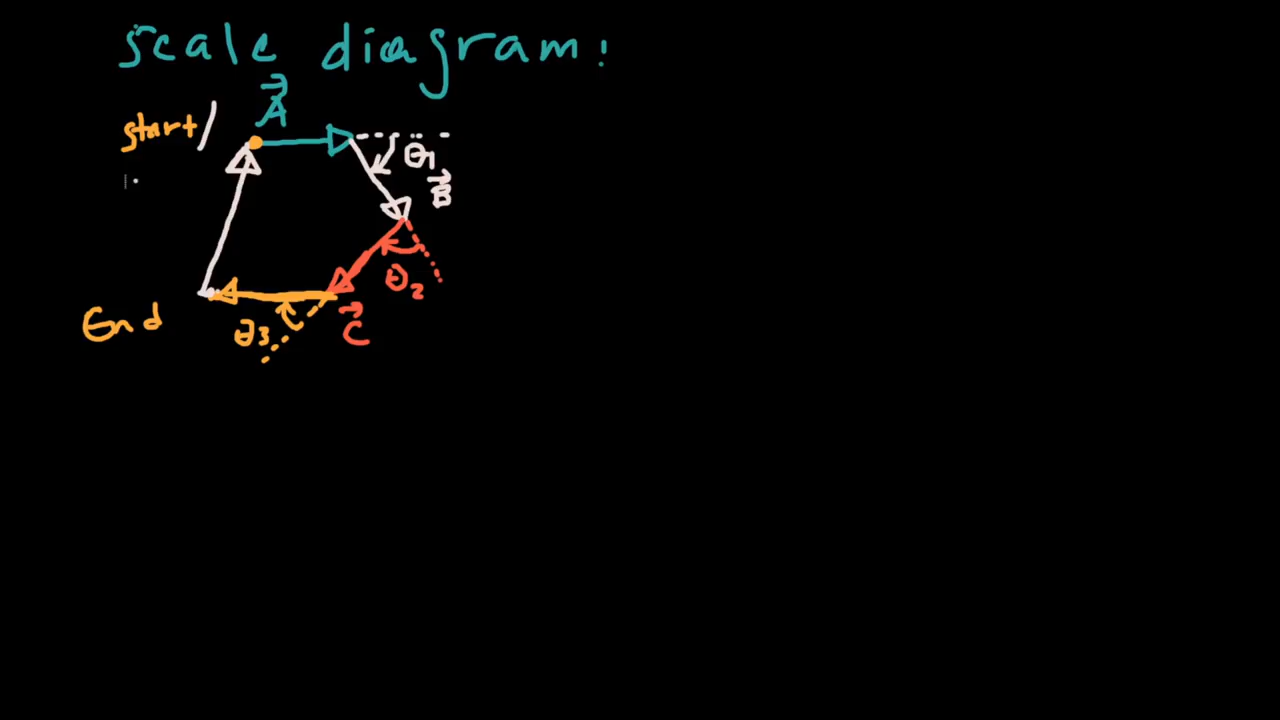 scale diagram:
A
start/
θ1
B
θ2
End
θ3
C